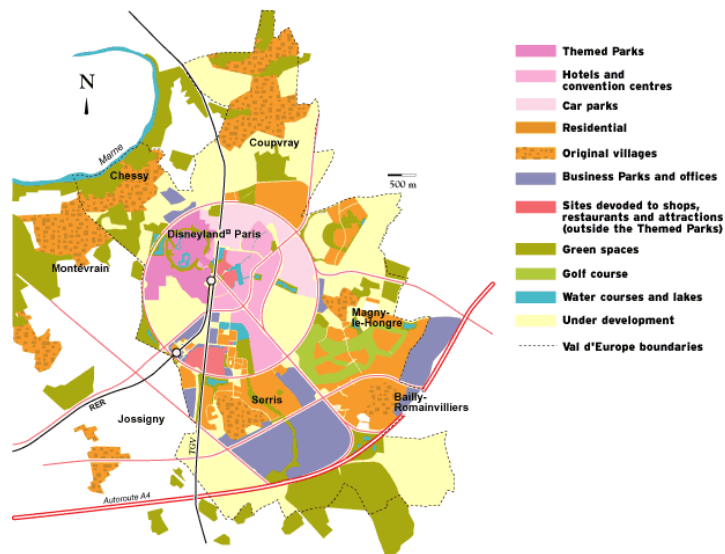 N
Marne
Coupvray
Chessy
500 m
Disneyland® Paris
Montévrain
Magny-
le-Hongre
Serris
Bailly-
Romainvilliers
RER
Jossigny
TGV
Autoroute A4
Themed Parks
Hotels and
convention centres
Car parks
Residential
Original villages
Business Parks and offices
Sites devoded to shops,
restaurants and attractions
(outside the Themed Parks)
Green spaces
Golf course
Water courses and lakes
Under development
Val d'Europe boundaries